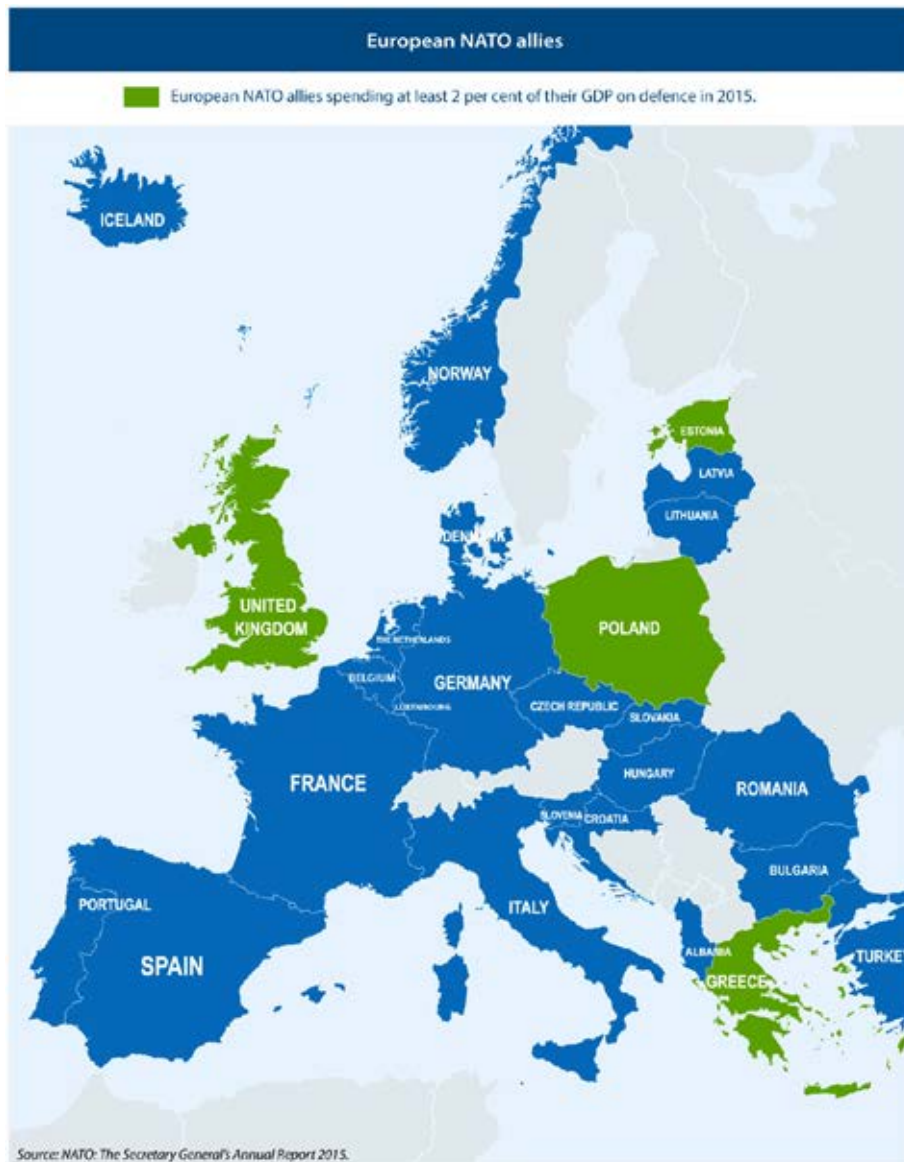 European NATO allies
European NATO allies spending at least 2 per cent of their GDP on defence in 2015.
ICELAND
NORWAY
ESTONIA
LATVIA
LITHUANIA
DENMARK
UNITED
KINGDOM
POLAND
THE NETHERLANDS
BELGIUM
GERMANY
LUXEMBOURG
CZECH REPUBLIC
SLOVAKIA
FRANCE
HUNGARY
ROMANIA
SLOVENIA
CROATIA
BULGARIA
PORTUGAL
ITALY
SPAIN
ALBANIA
GREECE
TURKEY
Source: NATO: The Secretary General's Annual Report 2015.